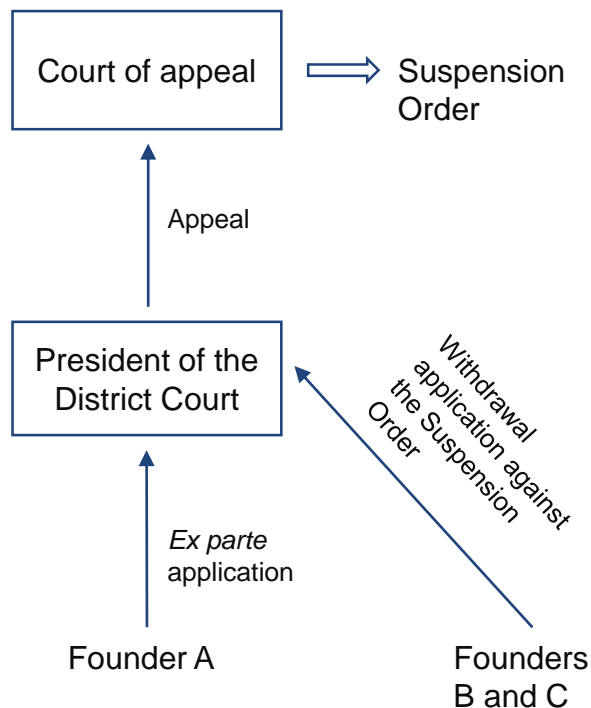 Court of appeal
Suspension
Order
Appeal
President of the
District Court
Withdrawal
application against
the Suspension
Order
Ex parte
application
Founder A
Founders
B and C